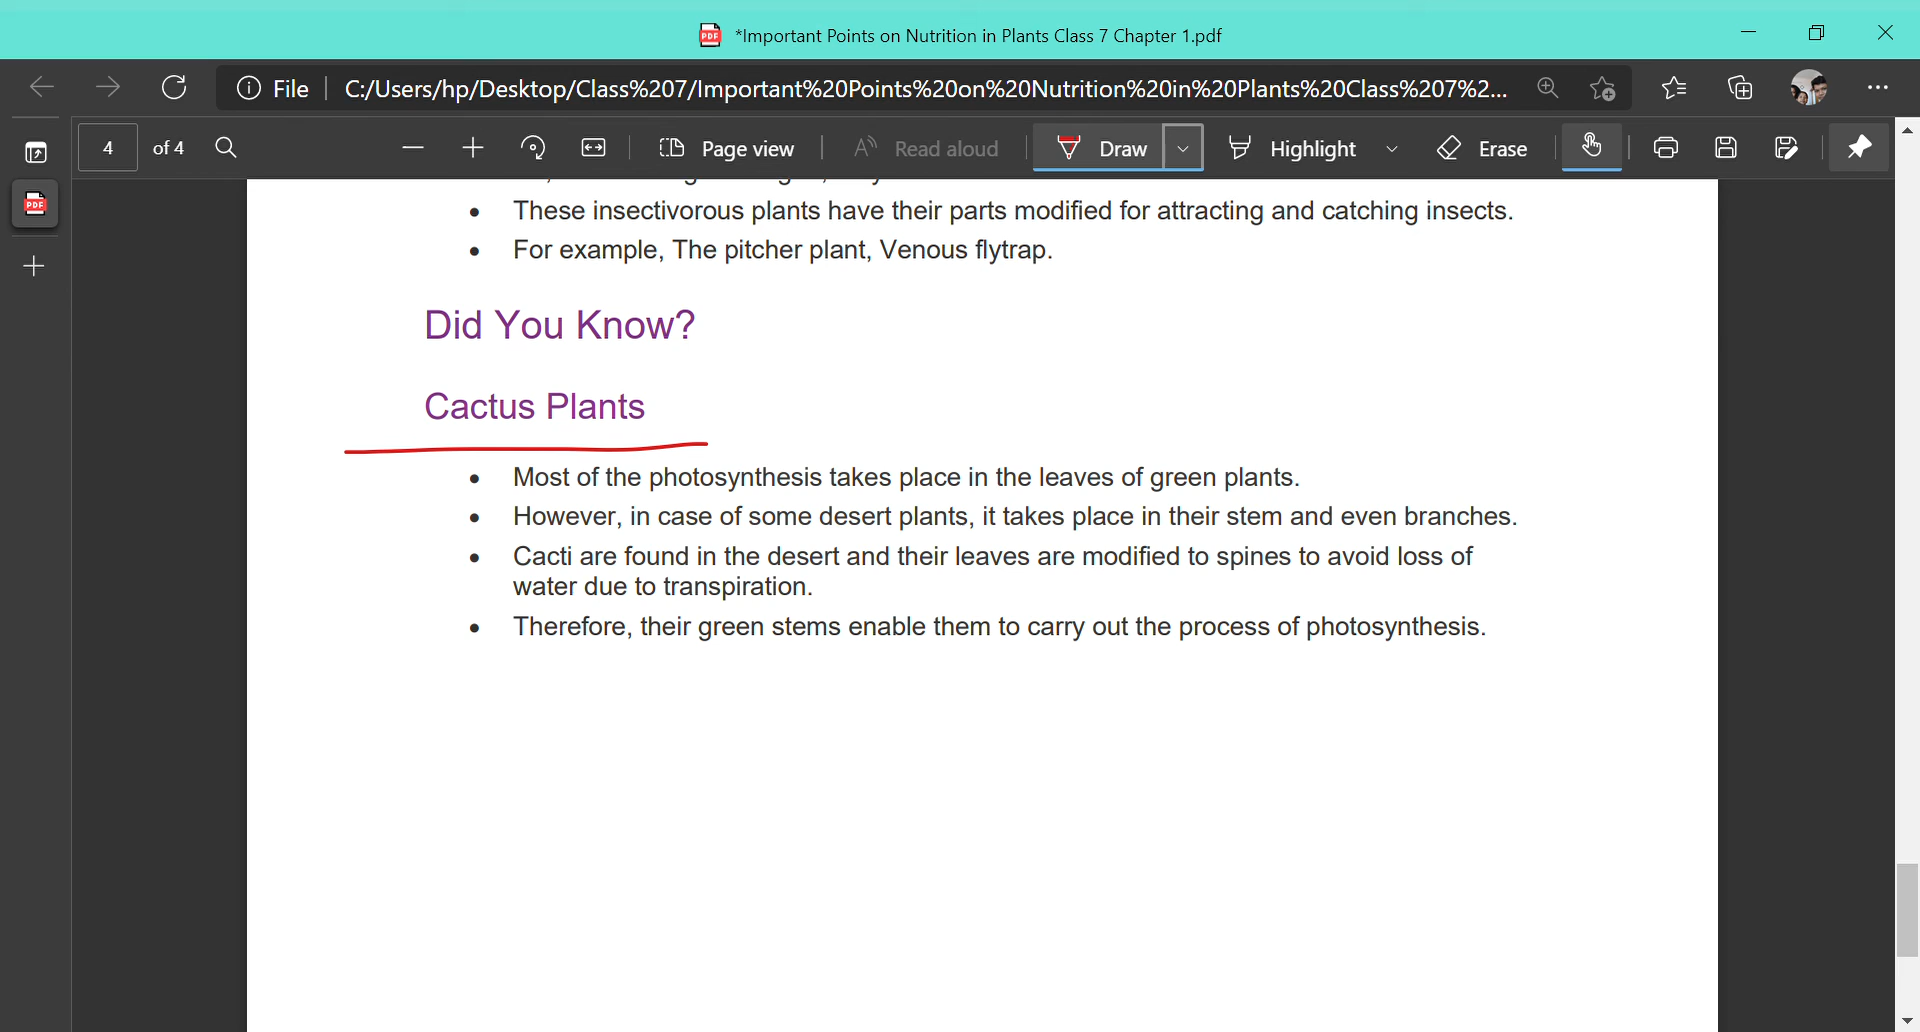 *Important Points on Nutrition in Plants Class 7 Chapter 1.pdf
File
C:/Users/hp/Desktop/Class%207/Important%20Points%20on%20Nutrition%20in%20Plants%20Class%207%2...
4 of 4
Page view
Read aloud
Draw
Highlight
Erase
• These insectivorous plants have their parts modified for attracting and catching insects.
• For example, The pitcher plant, Venous flytrap.
Did You Know?
Cactus Plants
• Most of the photosynthesis takes place in the leaves of green plants.
• However, in case of some desert plants, it takes place in their stem and even branches.
• Cacti are found in the desert and their leaves are modified to spines to avoid loss of
water due to transpiration.
• Therefore, their green stems enable them to carry out the process of photosynthesis.